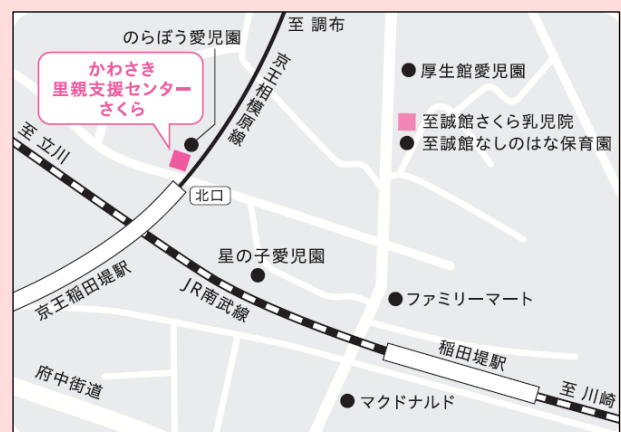 至 調布
のらぼう愛児園
かわさき
里親支援センター
さくら
京王相模原線
厚生館愛児園
至誠館さくら乳児院
至誠館なしのはな保育園
至 立川
北口
星の子愛児園
京王稲田堤駅
JR南武線
ファミリーマート
稲田堤駅
府中街道
至 川崎
マクドナルド